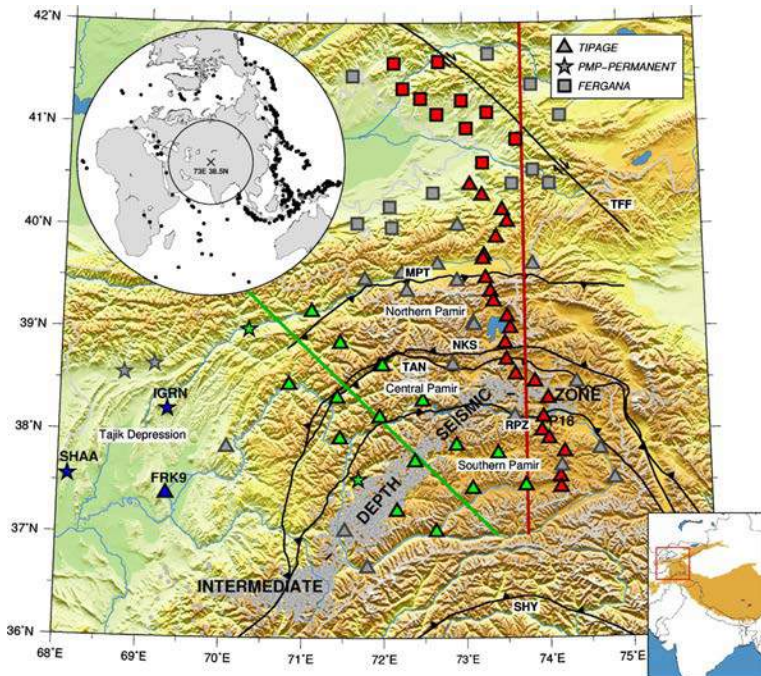 42°N
41°N
40°N
39°N
38°N
37°N
36°N
68°E
69°E
70°E
71°E
72°E
73°E
74°E
75°E
TIPAGE
PMP-PERMANENT
FERGANA
73E 38.5N
TFF
MPT
Northern Pamir
NKS
TAN
Central Pamir
IGRN
Tajik Depression
SHAA
FRK9
SEISMIC
ZONE
RPZ
P18
Southern Pamir
DEPTH
INTERMEDIATE
SHY